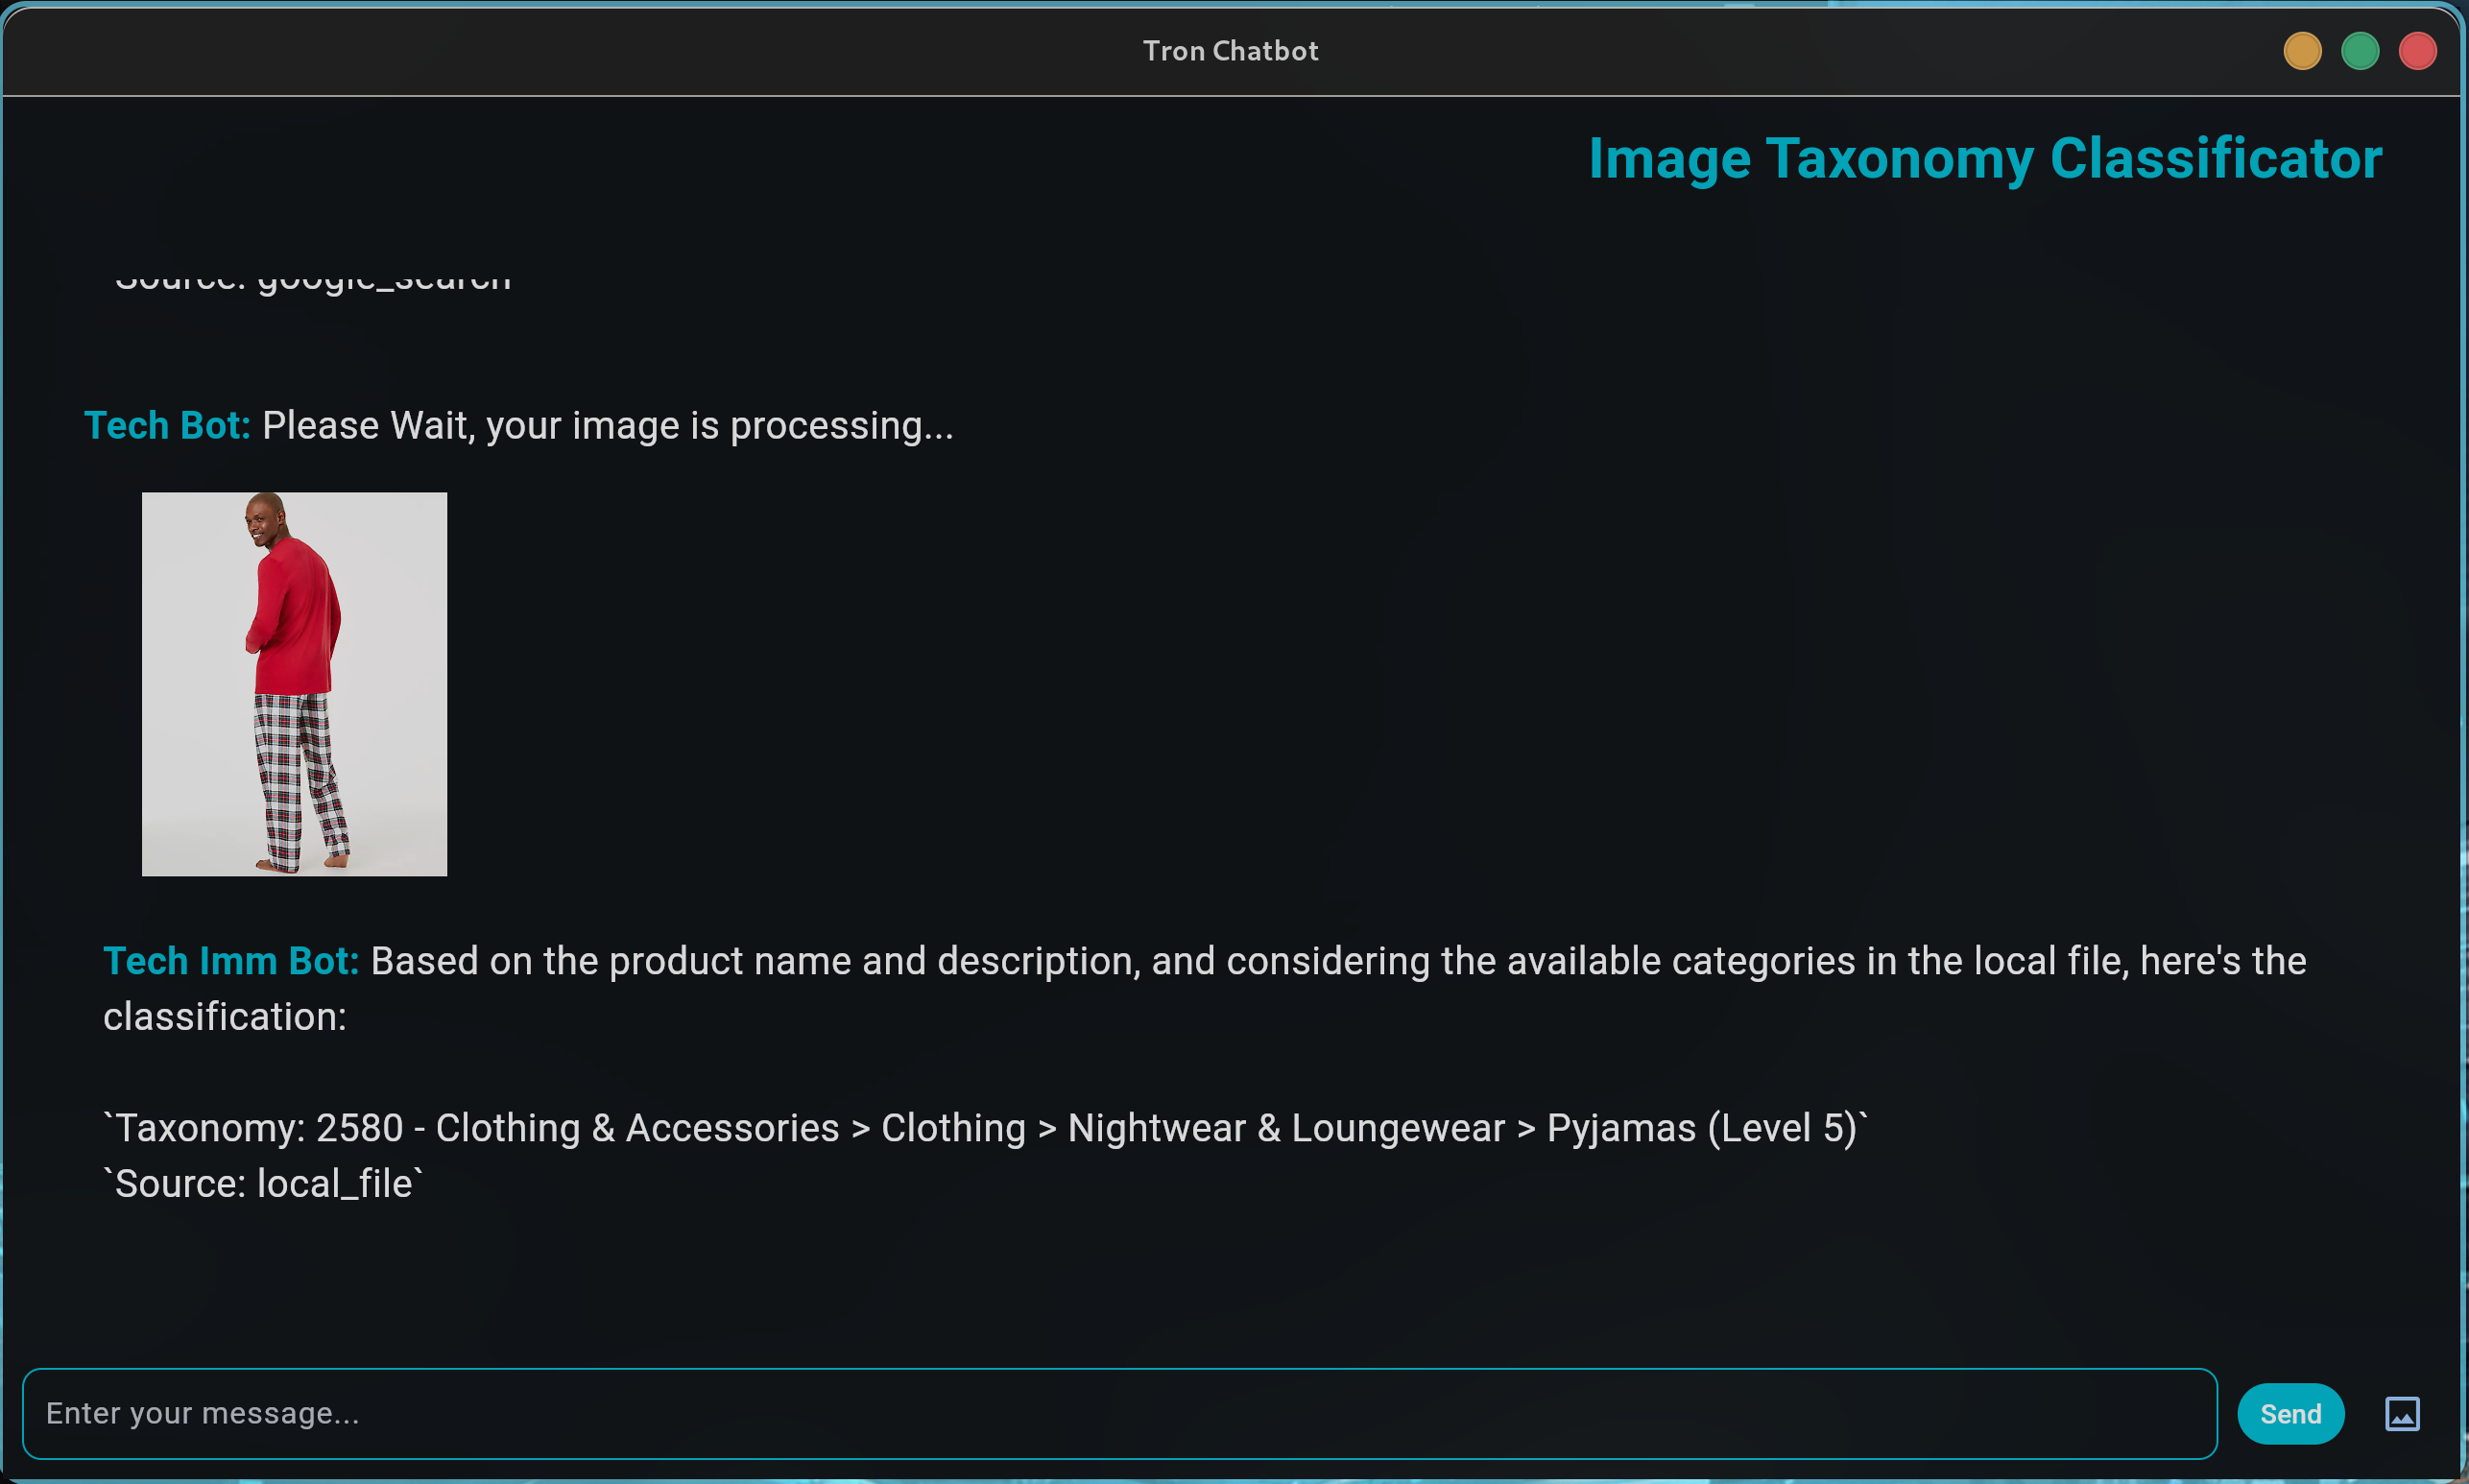 Tron Chatbot
Image Taxonomy Classificator
Source: google_search
Tech Bot: Please Wait, your image is processing...
Tech Imm Bot: Based on the product name and description, and considering the available categories in the local file, here's the
classification:
`Taxonomy: 2580 - Clothing & Accessories > Clothing > Nightwear & Loungewear > Pyjamas (Level 5)`
`Source: local_file`
Enter your message...
Send